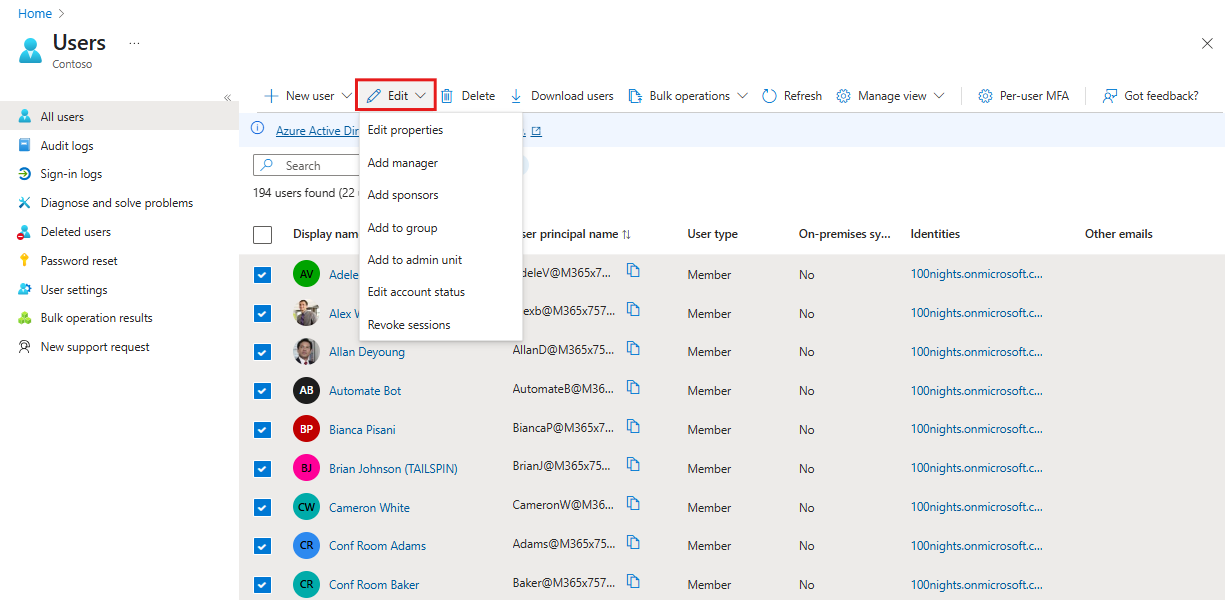 Home
Users ...
Contoso
«
New user Edit Delete Download users Bulk operations Refresh Manage view Per-user MFA Got feedback?
All users
Audit logs
Sign-in logs
Diagnose and solve problems
Deleted users
Password reset
User settings
Bulk operation results
New support request
Azure Active
Search
194 users found (22
Edit properties
Add manager
Add sponsors
Add to group
Add to admin unit
Edit account status
Revoke sessions
Display principal name User type On-premises sy... Identities Other emails
AV Adele deleV@M365x7... Member No 100nights.onmicrosoft.c...
Alex exb@M365x757... Member No 100nights.onmicrosoft.c...
Allan Deyoung AllanD@M365x75... Member No 100nights.onmicrosoft.c...
AB Automate Bot AutomateB@M36... Member No 100nights.onmicrosoft.c...
BP Bianca Pisani BiancaP@M365x7... Member No 100nights.onmicrosoft.c...
BJ Brian Johnson (TAILSPIN) BrianJ@M365x75... Member No 100nights.onmicrosoft.c...
CW Cameron White CameronW@M36... Member No 100nights.onmicrosoft.c...
CR Conf Room Adams Adams@M365x75... Member No 100nights.onmicrosoft.c...
CR Conf Room Baker Baker@M365x757... Member No 100nights.onmicrosoft.c...